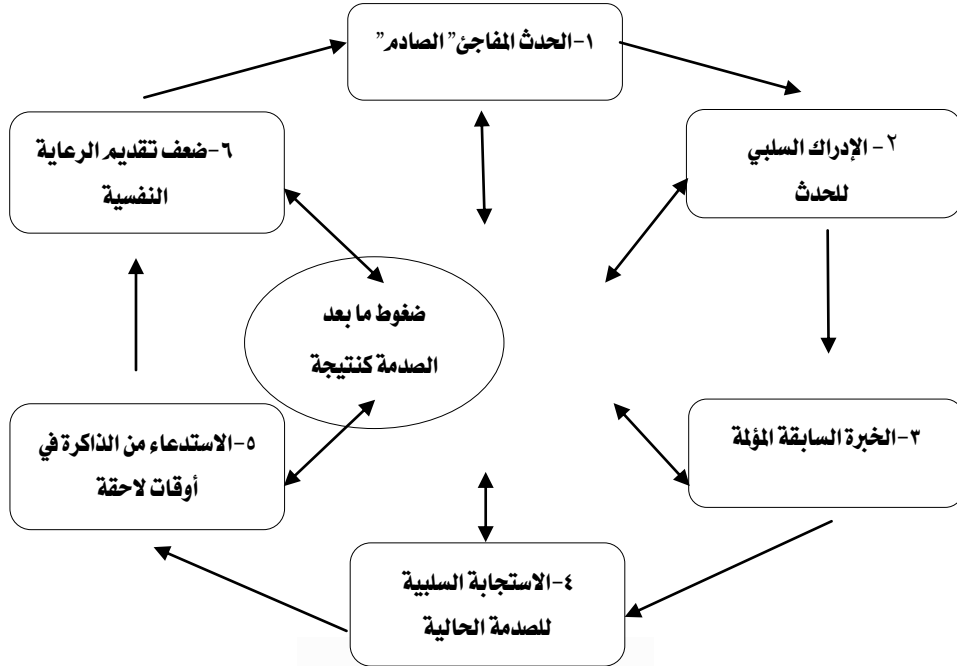 ١-الحدث المفاجئ" الصادم"
٢- الإدراك السلبي
للحدث
٣-الخبرة السابقة المؤلمة
٤-الاستجابة السلبية
للصدمة الحالية
٥-الاستدعاء من الذاكرة في
أوقات لاحقة
٦-ضعف تقديم الرعاية
النفسية
ضغوط ما بعد
الصدمة كنتيجة